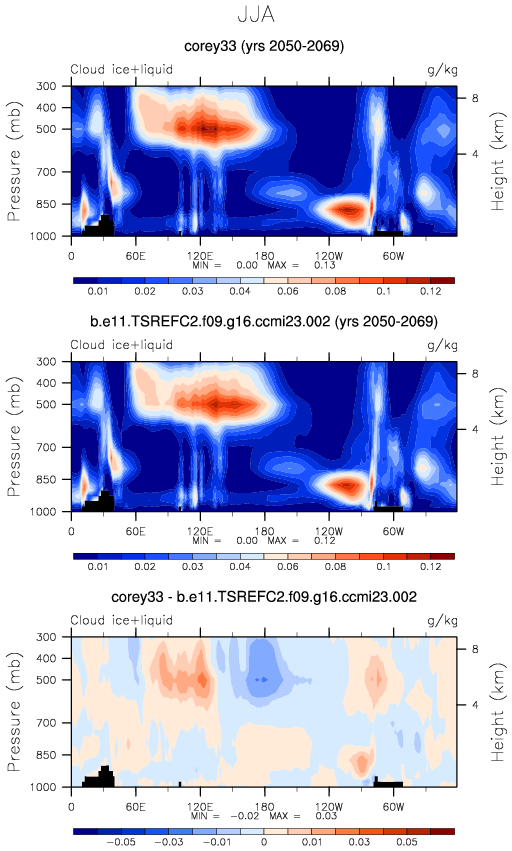 JJA
corey33 (yrs 2050-2069)
Cloud ice+liquid g/kg
300
400 8
500
Pressure (mb) Height (km)
4
700
850
1000
0 60E 120E 180 120W 60W
MIN = 0.00 MAX = 0.13
0.01 0.02 0.04 0.06 0.08 0.1 0.12
b.e11.TSREFC2.f09.g16.ccmi23.002 (yrs 2050-2069)
Cloud ice+liquid g/kg
300
400 8
500
Pressure (mb) Height (km)
4
700
850
1000
0 60E 120E 180 120W 60W
MIN = 0.00 MAX = 0.12
0.01 0.02 0.04 0.06 0.08 0.1 0.12
corey33 - b.e11.TSREFC2.f09.g16.ccmi23.002
Cloud ice+liquid g/kg
300
400 8
500
Pressure (mb) Height (km)
4
700
850
1000
0 60E 120E 180 120W 60W
MIN = -0.02 MAX = 0.03
-0.05 -0.03 -0.01 0 0.01 0.03 0.05